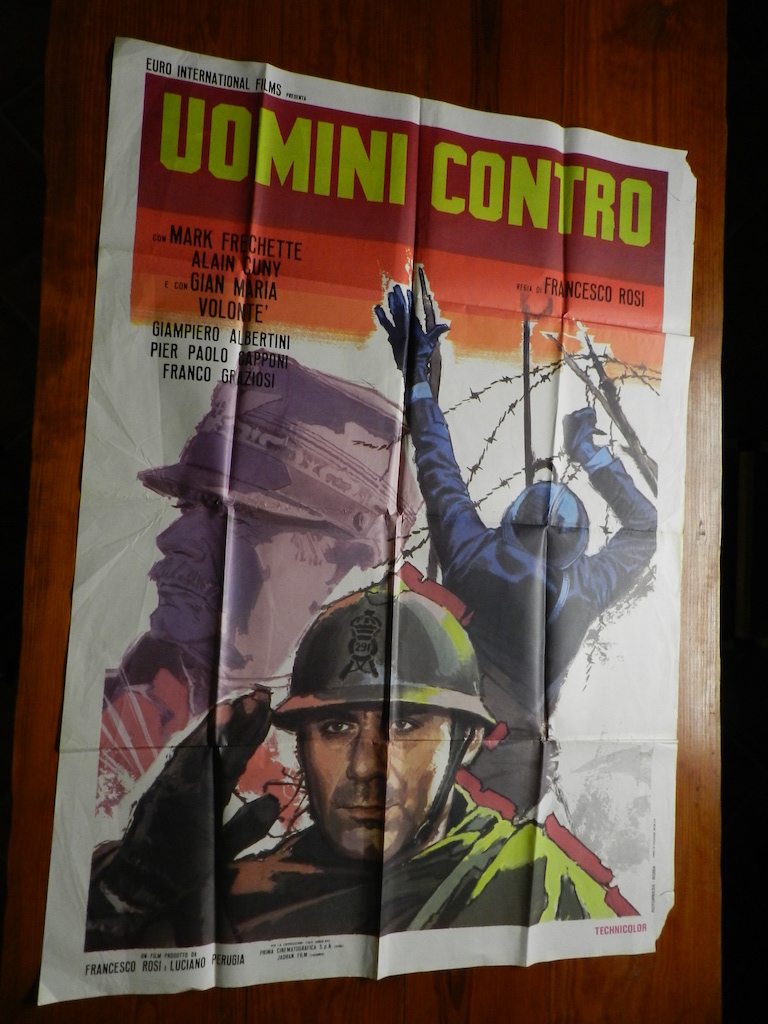 EURO INTERNATIONAL FILMS PRESENTA
UOMINI CONTRO
CON MARK FRECHETTE
ALAIN CUNY
E CON GIAN MARIA
VOLONTE'
GIAMPIERO ALBERTINI
PIER PAOLO CAPPONI
FRANCO GRAZIOSI
REGIA DI FRANCESCO ROSI
291
TECHNICOLOR
UN FILM PRODOTTO DA
FRANCESCO ROSI E LUCIANO PERUGIA
PRIMA CINEMATOGRAFICA S.p.A.
JADRAN FILM